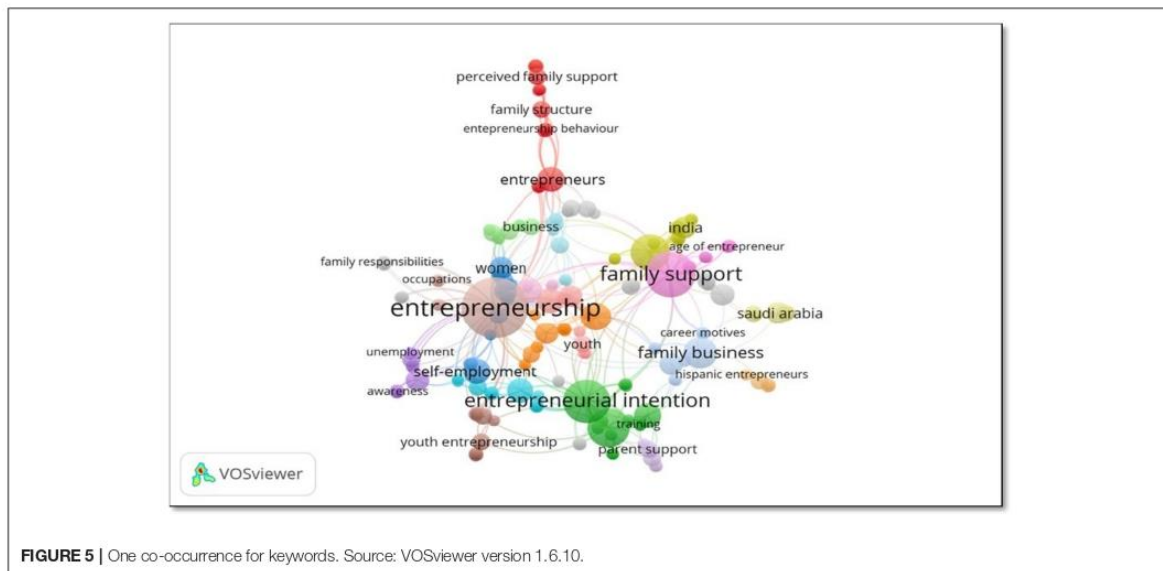 perceived family support
family structure
entepreneurship behaviour
entrepreneurs
business
india
age of entrepreneur
family responsibilities
women
occupations
family support
entrepreneurship
saudi arabia
career motives
youth
unemployment
family business
self-employment
hispanic entrepreneurs
awareness
entrepreneurial intention
training
youth entrepreneurship
parent support
VOSviewer
FIGURE 5 | One co-occurrence for keywords. Source: VOSviewer version 1.6.10.